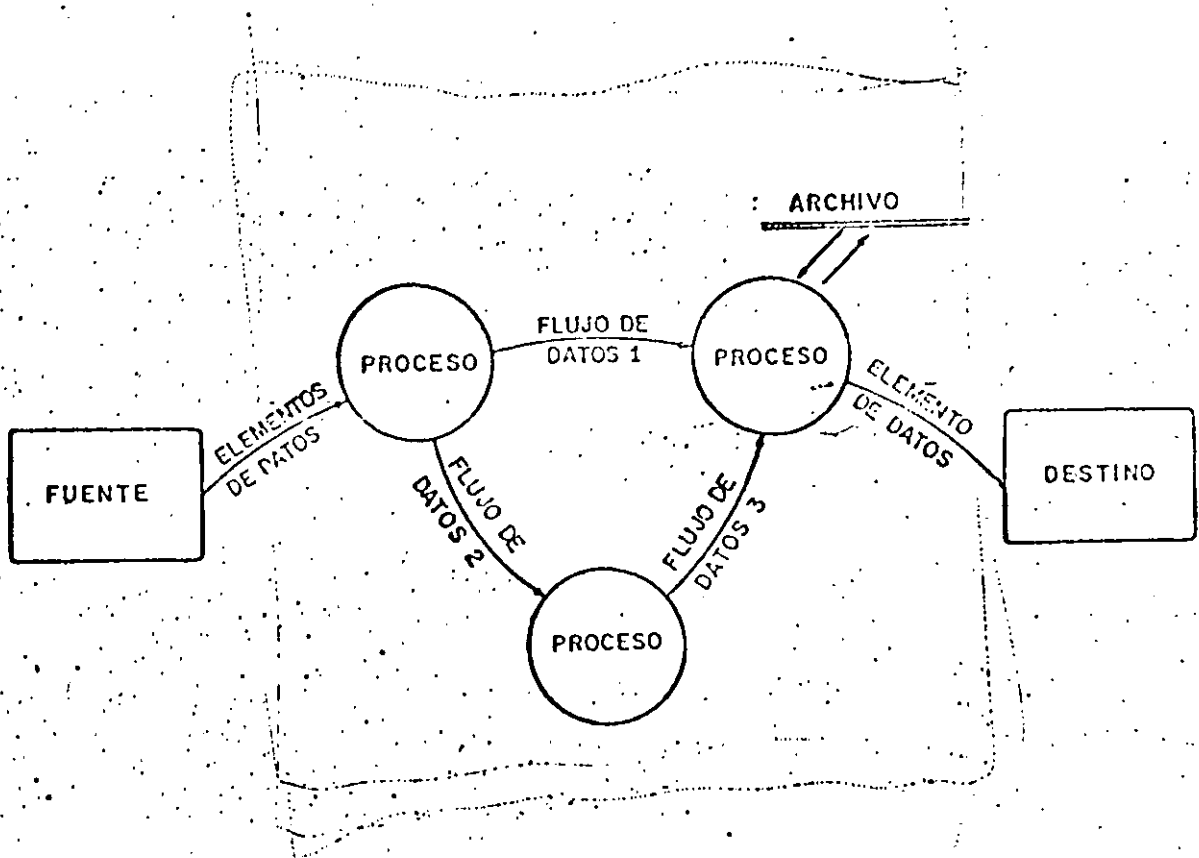 : ARCHIVO
FLUJO DE
DATOS 1
PROCESO
PROCESO
ELEMENTOS
DE DATOS
ELEMENTO
DE DATOS
FUENTE
DESTINO
FLUJO DE
DATOS 2
FLUJO DE
DATOS 3
PROCESO